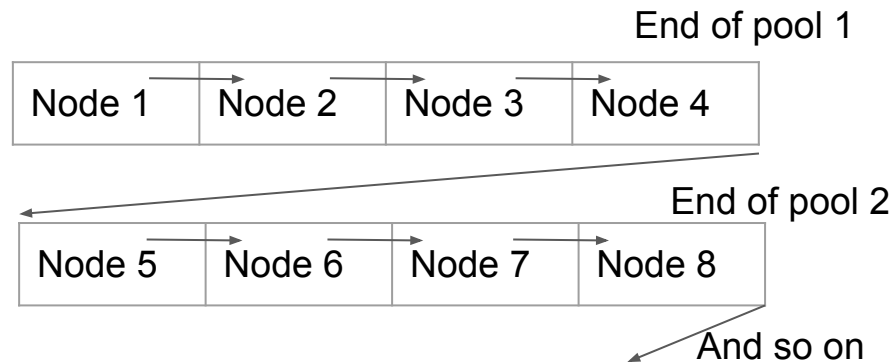 End of pool 1
Node 1 Node 2 Node 3 Node 4
End of pool 2
Node 5 Node 6 Node 7 Node 8
And so on